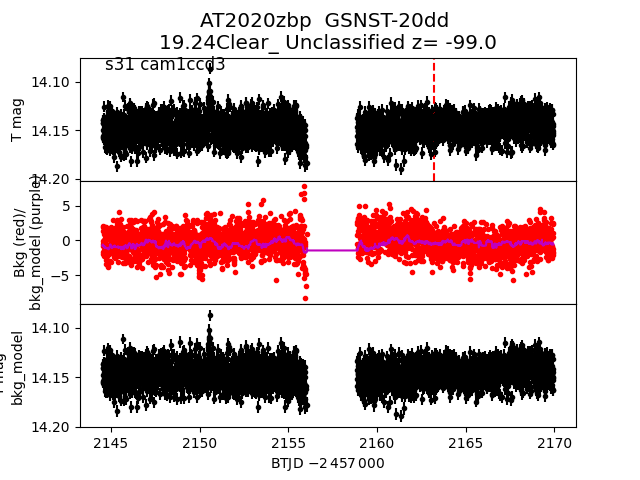 AT2020zbp  GSNST-20dd
19.24Clear_ Unclassified z= -99.0
s31 cam1ccd3
14.10
14.15
14.20
T mag
5
0
−5
Bkg (red)/
bkg_model (purple)
14.10
14.15
14.20
T mag
bkg_model
2145
2150
2155
2160
2165
2170
BTJD −2 457 000